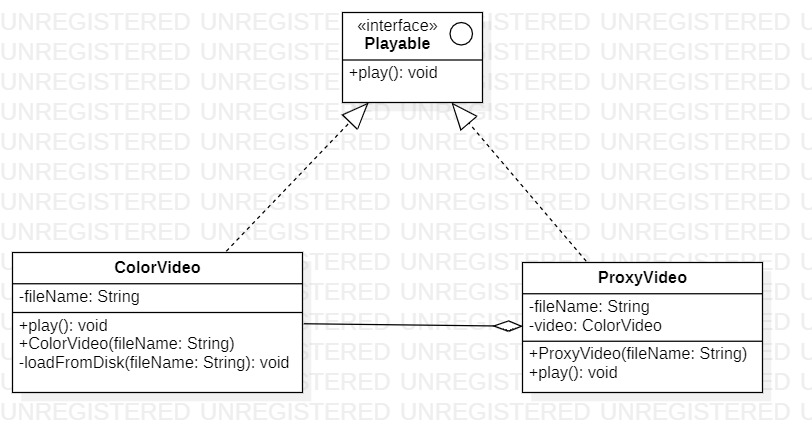 «interface»
Playable
+play(): void
ColorVideo
-fileName: String
+play(): void
+ColorVideo(fileName: String)
-loadFromDisk(fileName: String): void
ProxyVideo
-fileName: String
-video: ColorVideo
+ProxyVideo(fileName: String)
+play(): void
UNREGISTERED UNREGISTERED UNREGISTERED UNREGISTERED